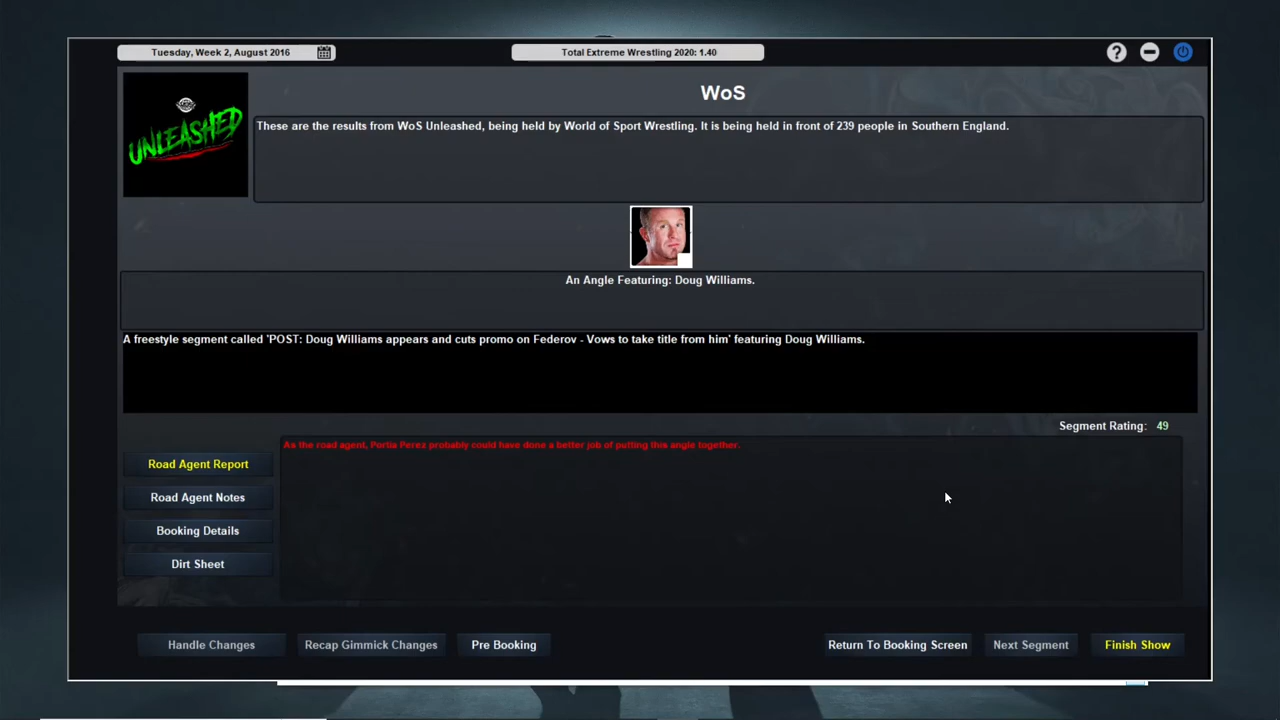 Tuesday, Week 2, August 2016
Total Extreme Wrestling 2020: 1.40
?
UNLEASHED
WoS
These are the results from WoS Unleashed, being held by World of Sport Wrestling. It is being held in front of 239 people in Southern England.
An Angle Featuring: Doug Williams.
A freestyle segment called 'POST: Doug Williams appears and cuts promo on Federov - Vows to take title from him' featuring Doug Williams.
Segment Rating: 49
As the road agent, Portia Perez probably could have done a better job of putting this angle together.
Road Agent Report
Road Agent Notes
Booking Details
Dirt Sheet
Handle Changes
Recap Gimmick Changes
Pre Booking
Return To Booking Screen
Next Segment
Finish Show